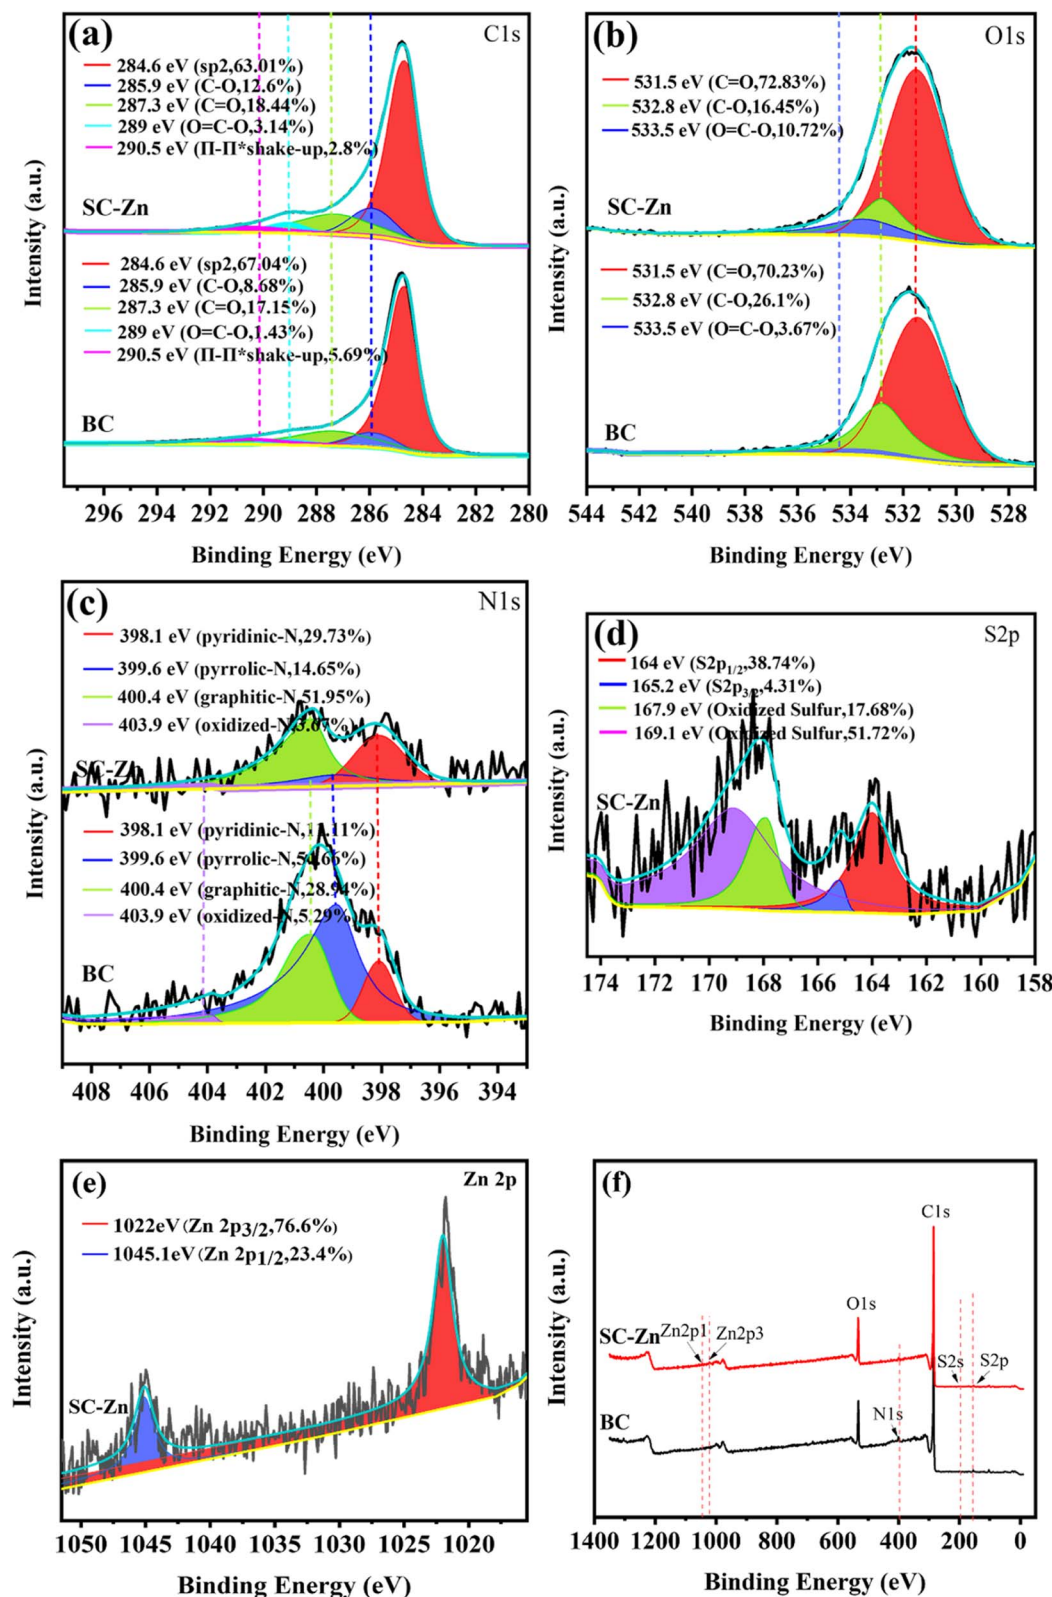 (a)
C1s
284.6 eV (sp2,63.01%)
285.9 eV (C-O,12.6%)
287.3 eV (C=O,18.44%)
289 eV (O=C-O,3.14%)
290.5 eV (Π-Π*shake-up,2.8%)
SC-Zn
284.6 eV (sp2,67.04%)
285.9 eV (C-O,8.68%)
287.3 eV (C=O,17.15%)
289 eV (O=C-O,1.43%)
290.5 eV (Π-Π*shake-up,5.69%)
BC
Intensity (a.u.)
296 294 292 290 288 286 284 282 280
Binding Energy (eV)
(b)
O1s
531.5 eV (C=O,72.83%)
532.8 eV (C-O,16.45%)
533.5 eV (O=C-O,10.72%)
SC-Zn
531.5 eV (C=O,70.23%)
532.8 eV (C-O,26.1%)
533.5 eV (O=C-O,3.67%)
BC
Intensity (a.u.)
544 542 540 538 536 534 532 530 528
Binding Energy (eV)
(c)
N1s
398.1 eV (pyridinic-N,29.73%)
399.6 eV (pyrrolic-N,14.65%)
400.4 eV (graphitic-N,51.95%)
403.9 eV (oxidized-N,3.67%)
SC-Zn
398.1 eV (pyridinic-N,
399.6 eV (pyrrolic-N,
400.4 eV (graphitic-N,28.94%)
403.9 eV (oxidized-N,5.29%)
BC
Intensity (a.u.)
408 406 404 402 400 398 396 394
Binding Energy (eV)
(d)
S2p
164 eV (S2p1/2,38.74%)
165.2 eV (S2p3/2,4.31%)
167.9 eV (Oxidized Sulfur,17.68%)
169.1 eV (Oxidized Sulfur,51.72%)
SC-Zn
Intensity (a.u.)
174 172 170 168 166 164 162 160 158
Binding Energy (eV)
(e)
Zn 2p
1022eV (Zn 2p3/2,76.6%)
1045.1eV (Zn 2p1/2,23.4%)
SC-Zn
Intensity (a.u.)
1050 1045 1040 1035 1030 1025 1020
Binding Energy (eV)
(f)
C1s
O1s
SC-Zn
Zn2p1
Zn2p3
S2s
S2p
BC
N1s
Intensity (a.u.)
1400 1200 1000 800 600 400 200 0
Binding Energy (eV)